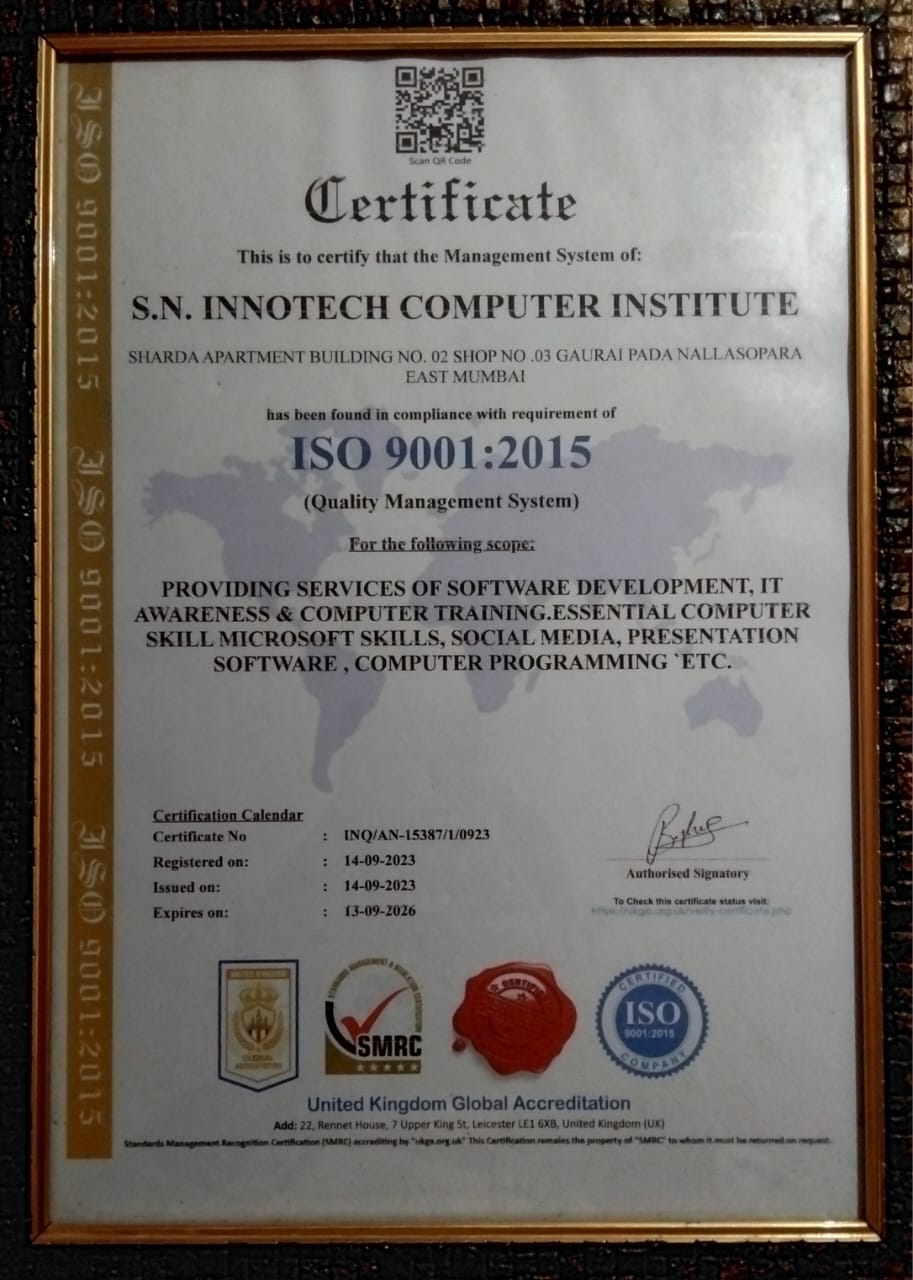 Scan QR Code
Certificate
This is to certify that the Management System of:
S.N. INNOTECH COMPUTER INSTITUTE
SHARDA APARTMENT BUILDING NO. 02 SHOP NO .03 GAURAI PADA NALLASOPARA
EAST MUMBAI
has been found in compliance with requirement of
ISO 9001:2015
(Quality Management System)
For the following scope:
PROVIDING SERVICES OF SOFTWARE DEVELOPMENT, IT
AWARENESS & COMPUTER TRAINING.ESSENTIAL COMPUTER
SKILL MICROSOFT SKILLS, SOCIAL MEDIA, PRESENTATION
SOFTWARE , COMPUTER PROGRAMMING `ETC.
Certification Calendar
Certificate No : INQ/AN-15387/1/0923
Registered on: : 14-09-2023
Issued on: : 14-09-2023
Expires on: : 13-09-2026
Authorised Signatory
To Check this certificate status visit:
https://ukga.org.uk/verify-certificate.php
ISO 9001:2015 ISO 9001:2015 ISO 9001:2015
UNITED KINGDOM
GLOBAL
ACCREDITATION
STANDARDS MANAGEMENT & RECOGNITION CERTIFICATION
SMRC
CERTIFIED
CERTIFIED
ISO
9001:2015
COMPANY
United Kingdom Global Accreditation
Add: 22, Rennet House, 7 Upper King St, Leicester LE1 6XB, United Kingdom (UK)
Standards Management Recognition Certification (SMRC) accrediting by "ukga.org.uk" This Certification remains the property of "SMRC" to whom it must be returned on request.